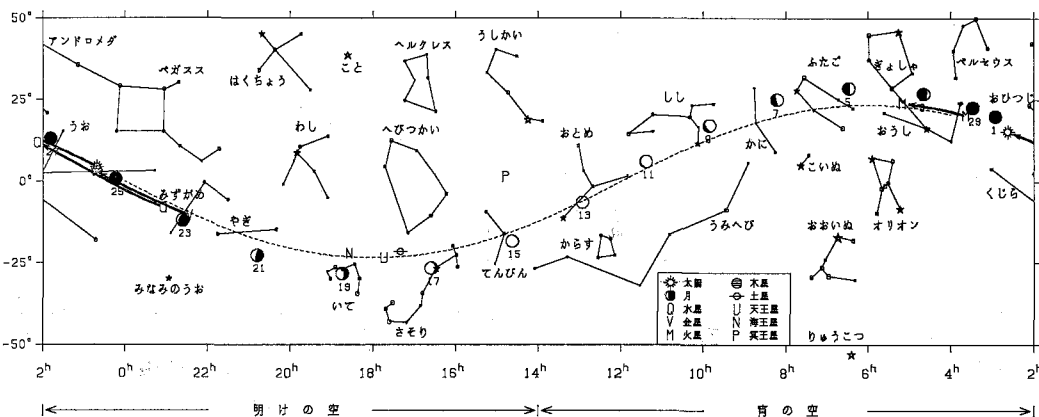 50°
25°
0°
-25°
-50°
アンドロメダ
ペガスス
うお
はくちょう
こと
ヘルクレス
うしかい
わし
へびつかい
おとめ
しし
かに
ふたご
ぎょしゃ
ペルセウス
おひつじ
おうし
くじら
こいぬ
オリオン
おおいぬ
うみへび
からす
てんびん
さそり
いて
やぎ
みずがめ
みなみのうお
りゅうこつ
Q
M
M
P
N
U
25
23
21
19
17
15
13
11
9
7
5
29
1
太陽 木星
月 土星
Q 水星 U 天王星
V 金星 N 海王星
M 火星 P 冥王星
2h 0h 22h 20h 18h 16h 14h 12h 10h 8h 6h 4h 2h
明けの空 宵の空